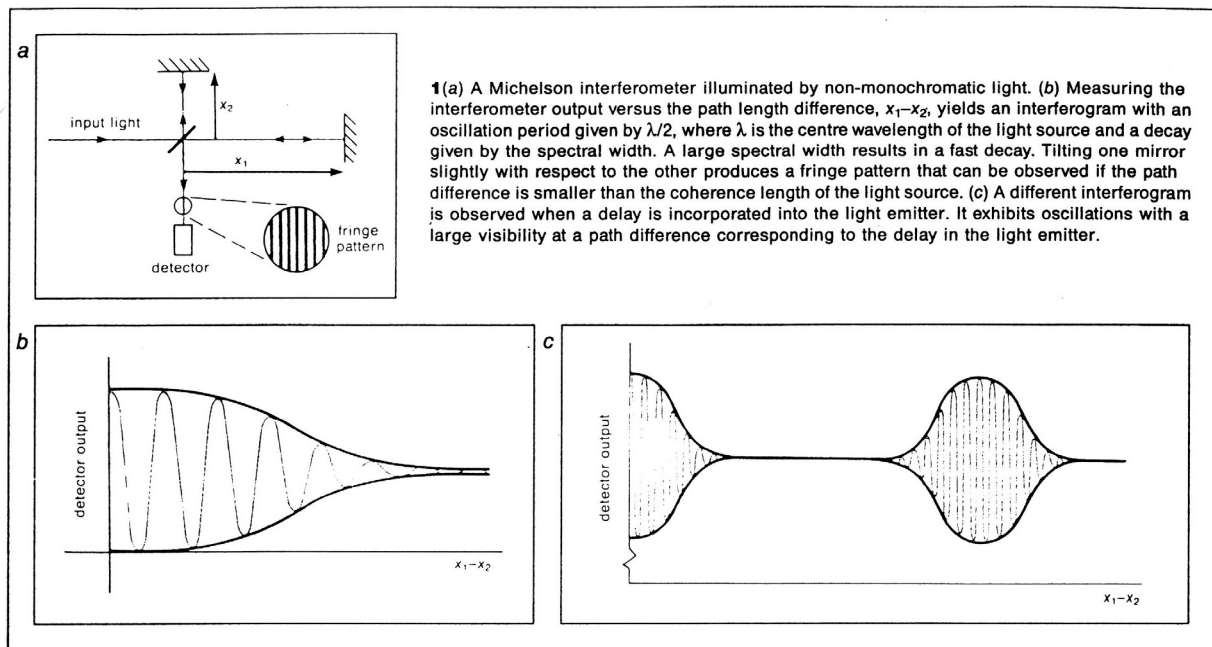 a
x₂
input light
x₁
fringe
pattern
detector
1(a) A Michelson interferometer illuminated by non-monochromatic light. (b) Measuring the
interferometer output versus the path length difference, x₁–x₂, yields an interferogram with an
oscillation period given by λ/2, where λ is the centre wavelength of the light source and a decay
given by the spectral width. A large spectral width results in a fast decay. Tilting one mirror
slightly with respect to the other produces a fringe pattern that can be observed if the path
difference is smaller than the coherence length of the light source. (c) A different interferogram
is observed when a delay is incorporated into the light emitter. It exhibits oscillations with a
large visibility at a path difference corresponding to the delay in the light emitter.
b
detector output
x₁–x₂
c
detector output
x₁–x₂